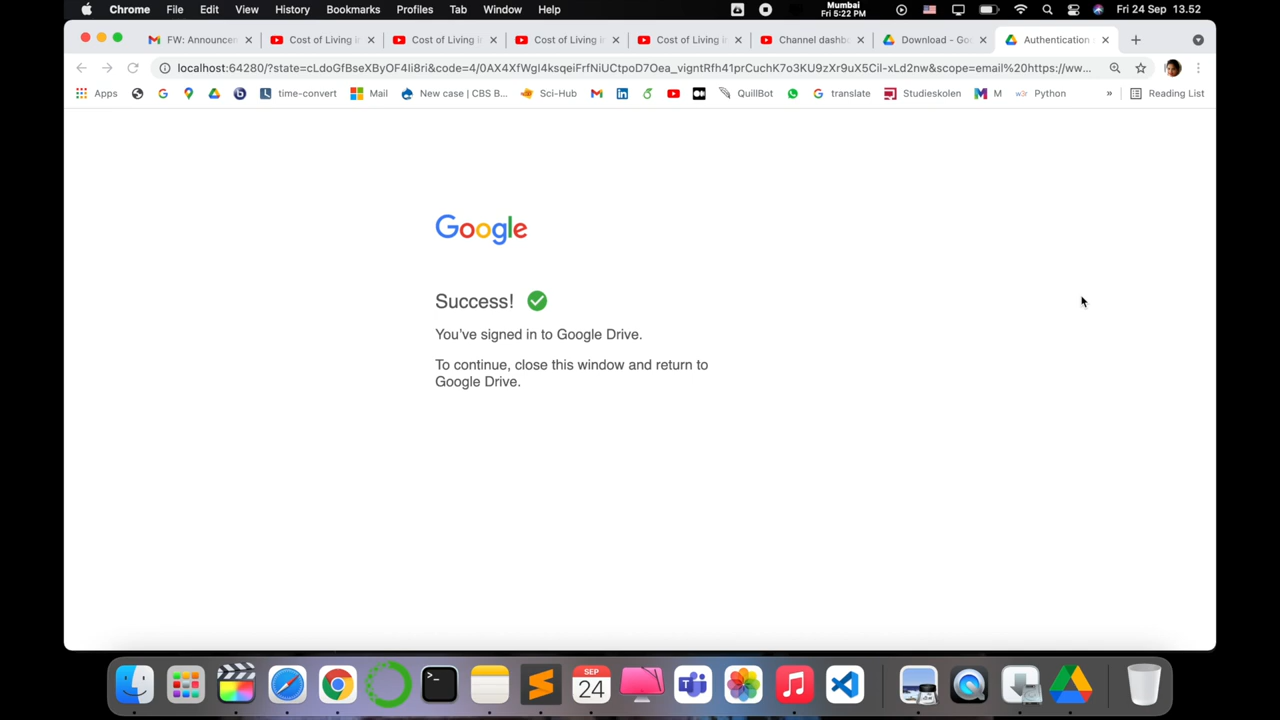 Chrome File Edit View History Bookmarks Profiles Tab Window Help Mumbai Fri 5:22 PM Fri 24 Sep 13.52
FW: Announcer Cost of Living i Cost of Living i Cost of Living i Cost of Living i Channel dashb Download - Goo Authentication
localhost:64280/?state=cLdoGfBseXByOF4Ii8ri&code=4/0AX4XfWgI4ksqeiFrfNiUCtpoD7Oea_vigntRfh41prCuchK7o3KU9zXr9uX5Cil-xLd2nw&scope=email%20https://ww...
Apps time-convert Mail New case | CBS B... Sci-Hub QuillBot translate Studieskolen M Python » Reading List
Google
Success!
You've signed in to Google Drive.
To continue, close this window and return to
Google Drive.
SEP
24